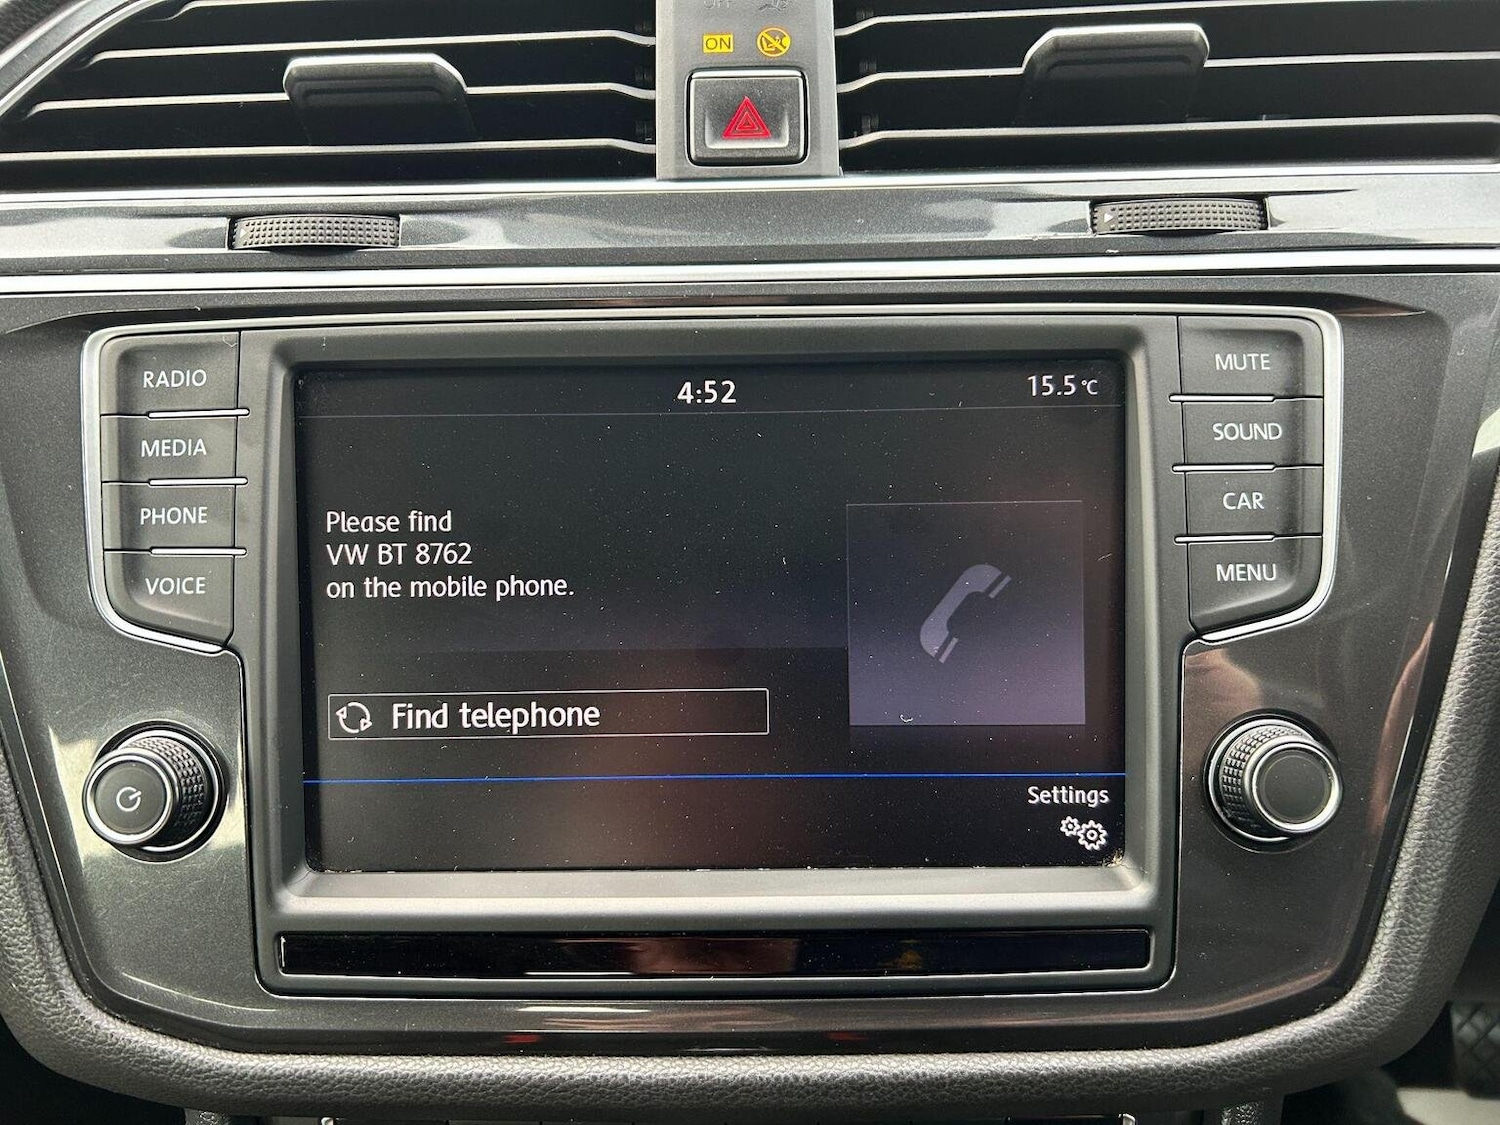 ON
RADIO
MEDIA
PHONE
VOICE
4:52
15.5°C
Please find
VW BT 8762
on the mobile phone.
Find telephone
Settings
MUTE
SOUND
CAR
MENU